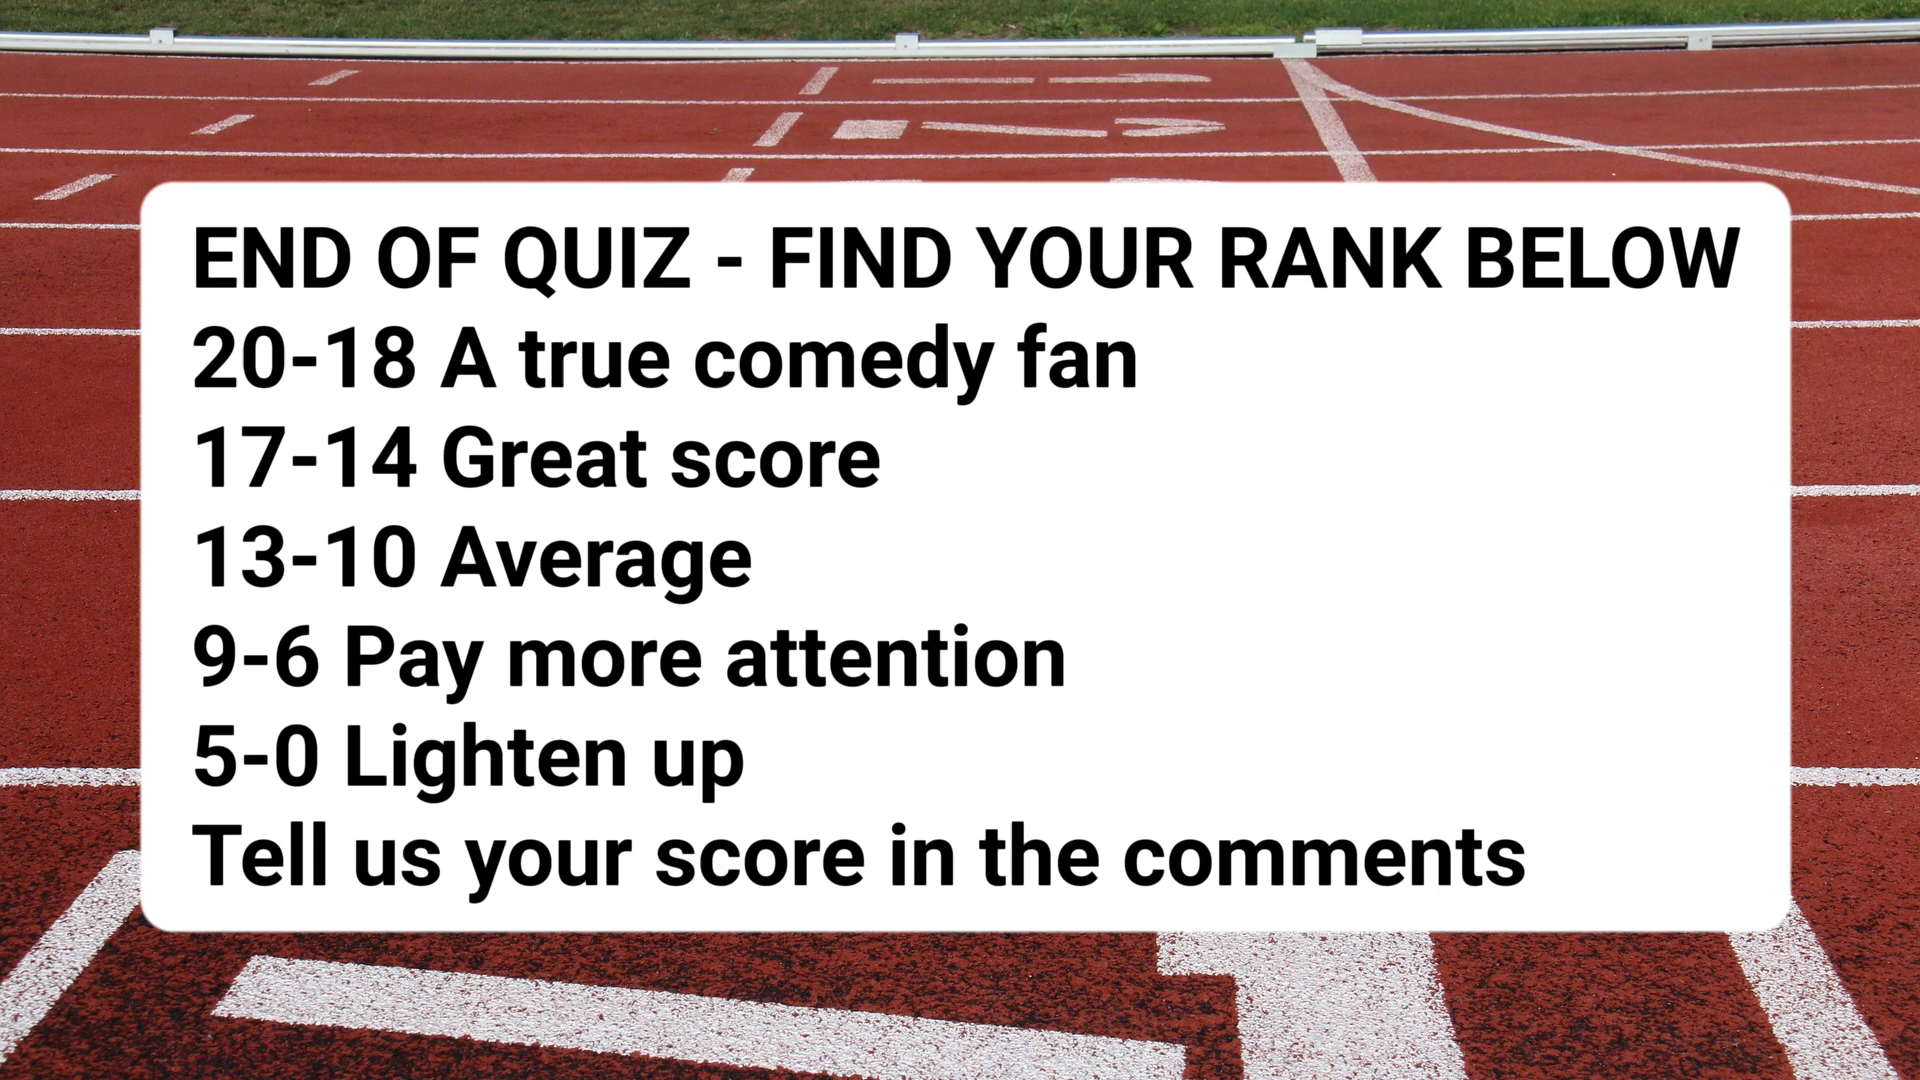 END OF QUIZ - FIND YOUR RANK BELOW
20-18 A true comedy fan
17-14 Great score
13-10 Average
9-6 Pay more attention
5-0 Lighten up
Tell us your score in the comments